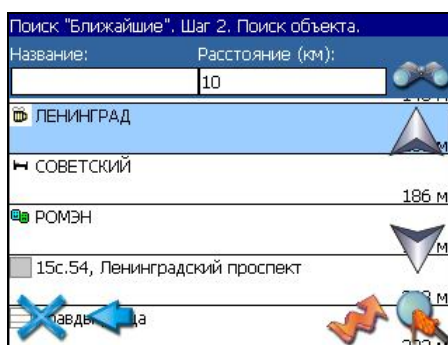 Поиск "Ближайшие". Шаг 2. Поиск объекта.
Название: Расстояние (км):
10
ЛЕНИНГРАД
м
СОВЕТСКИЙ
186 м
РОМЭН
м
15с.54, Ленинградский проспект
м